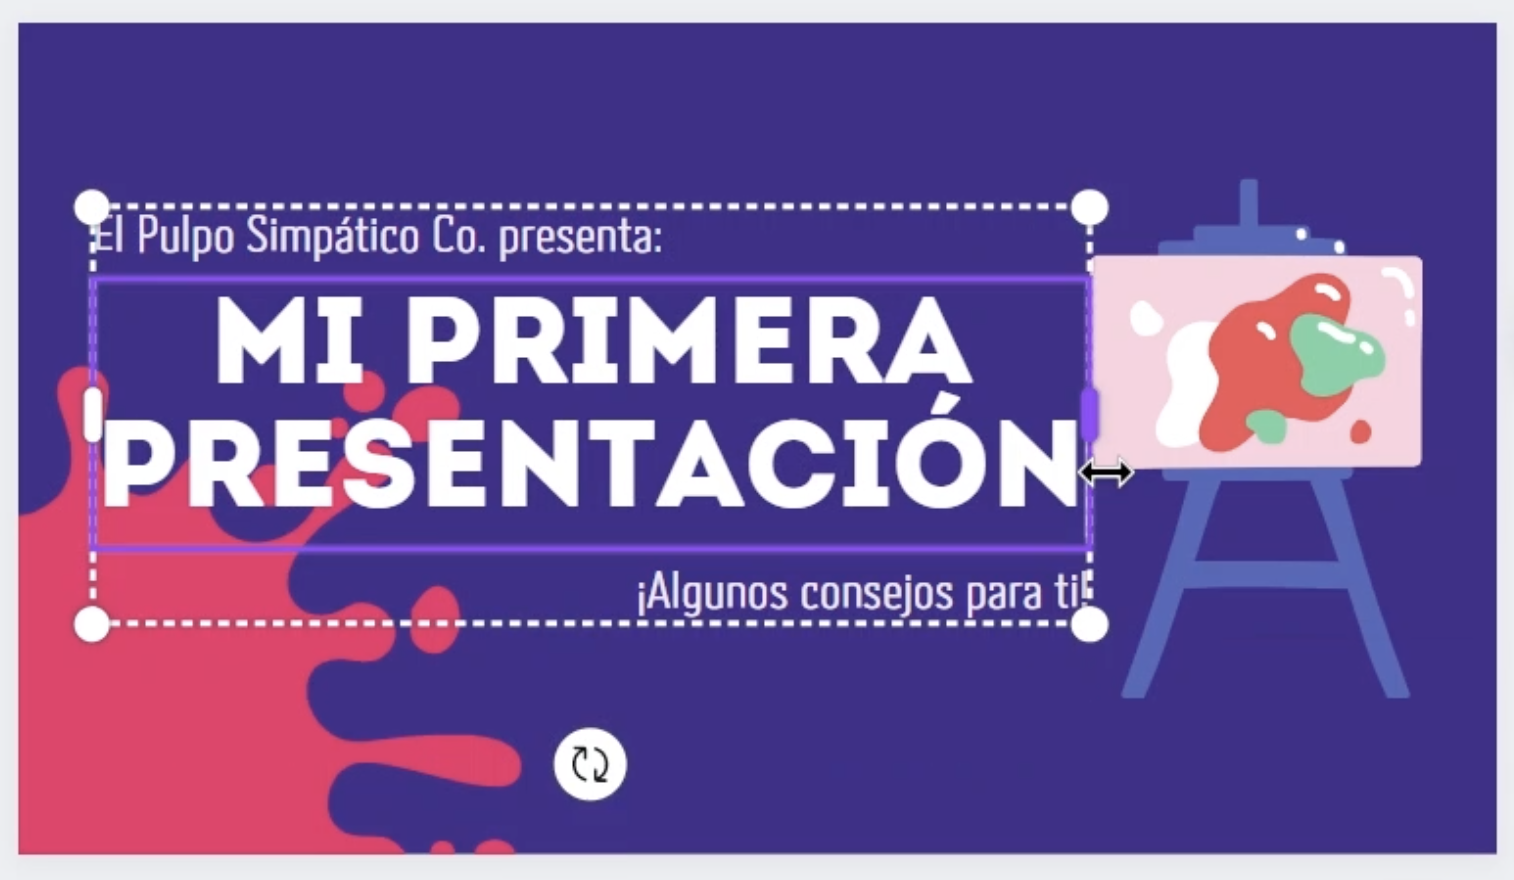 El Pulpo Simpático Co. presenta:
MI PRIMERA
PRESENTACIÓN
¡Algunos consejos para ti!